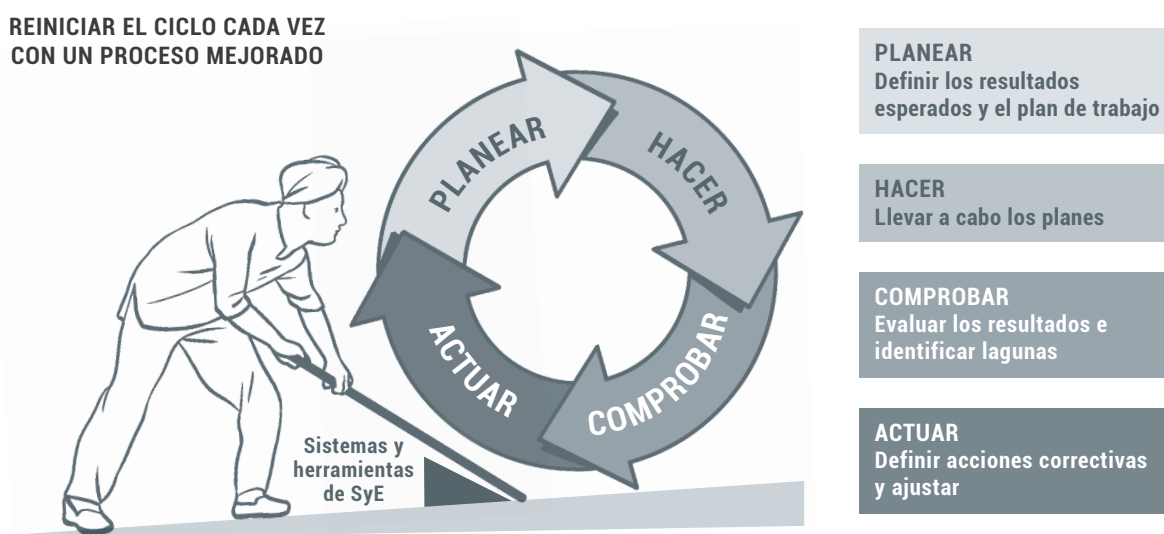 REINICIAR EL CICLO CADA VEZ
CON UN PROCESO MEJORADO
PLANEAR
HACER
COMPROBAR
ACTUAR
Sistemas y
herramientas
de SyE
PLANEAR
Definir los resultados
esperados y el plan de trabajo
HACER
Llevar a cabo los planes
COMPROBAR
Evaluar los resultados e
identificar lagunas
ACTUAR
Definir acciones correctivas
y ajustar